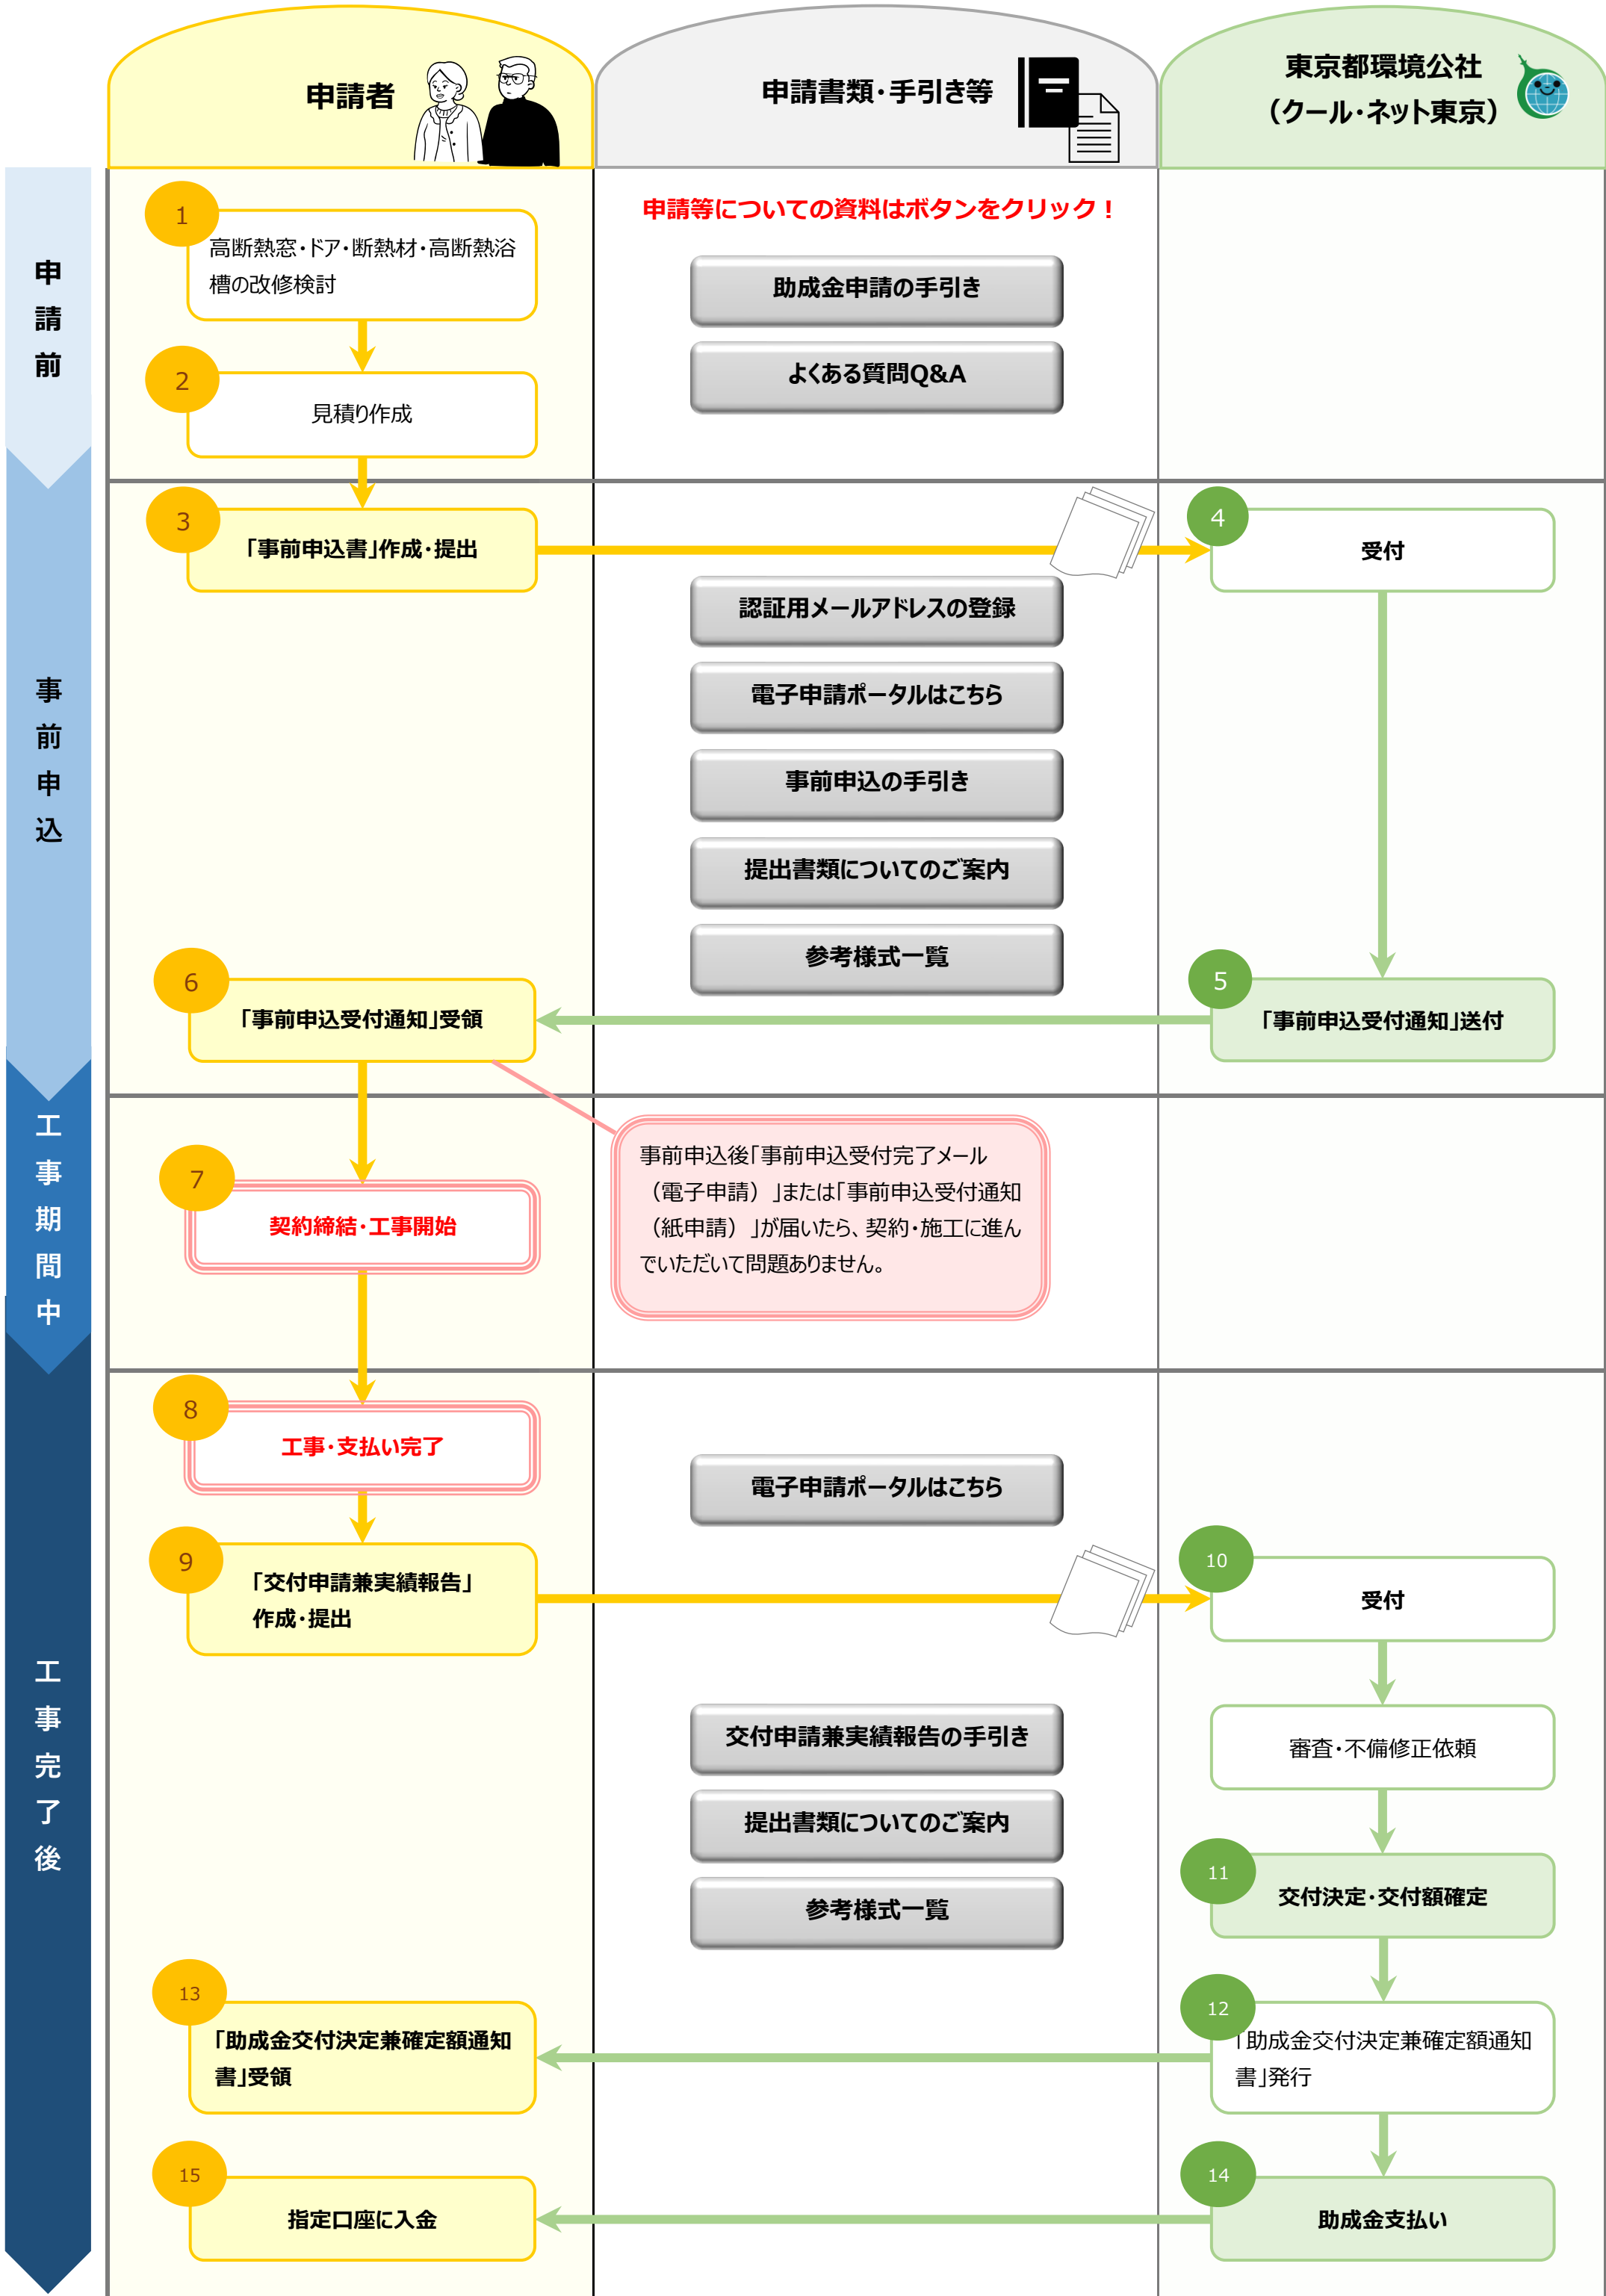 申請者
申請書類・手引き等
東京都環境公社
（クール・ネット東京）
申請前
1
高断熱窓・ドア・断熱材・高断熱浴
槽の改修検討
申請等についての資料はボタンをクリック！
助成金申請の手引き
よくある質問Q&A
2
見積り作成
事前申込
3
「事前申込書」作成・提出
4
受付
認証用メールアドレスの登録
電子申請ポータルはこちら
事前申込の手引き
提出書類についてのご案内
参考様式一覧
5
「事前申込受付通知」送付
6
「事前申込受付通知」受領
工事期間中
7
契約締結・工事開始
事前申込後「事前申込受付完了メール
（電子申請）」または「事前申込受付通知
（紙申請）」が届いたら、契約・施工に進ん
でいただいて問題ありません。
工事完了後
8
工事・支払い完了
電子申請ポータルはこちら
9
「交付申請兼実績報告」
作成・提出
10
受付
審査・不備修正依頼
交付申請兼実績報告の手引き
提出書類についてのご案内
参考様式一覧
11
交付決定・交付額確定
12
「助成金交付決定兼確定額通知
書」発行
13
「助成金交付決定兼確定額通知
書」受領
14
助成金支払い
15
指定口座に入金